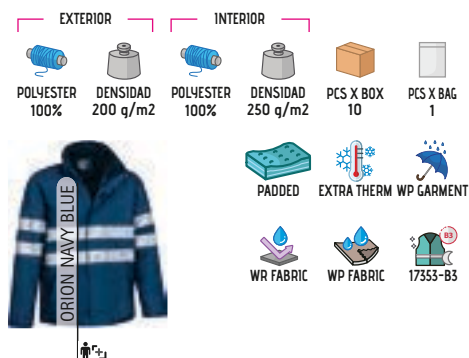 EXTERIOR
INTERIOR
POLYESTER
100%
DENSIDAD
200 g/m2
POLYESTER
100%
DENSIDAD
250 g/m2
PCS X BOX
10
PCS X BAG
1
ORION NAVY BLUE
PADDED
EXTRA THERM
WP GARMENT
B3
WR FABRIC
WP FABRIC
17353-B3